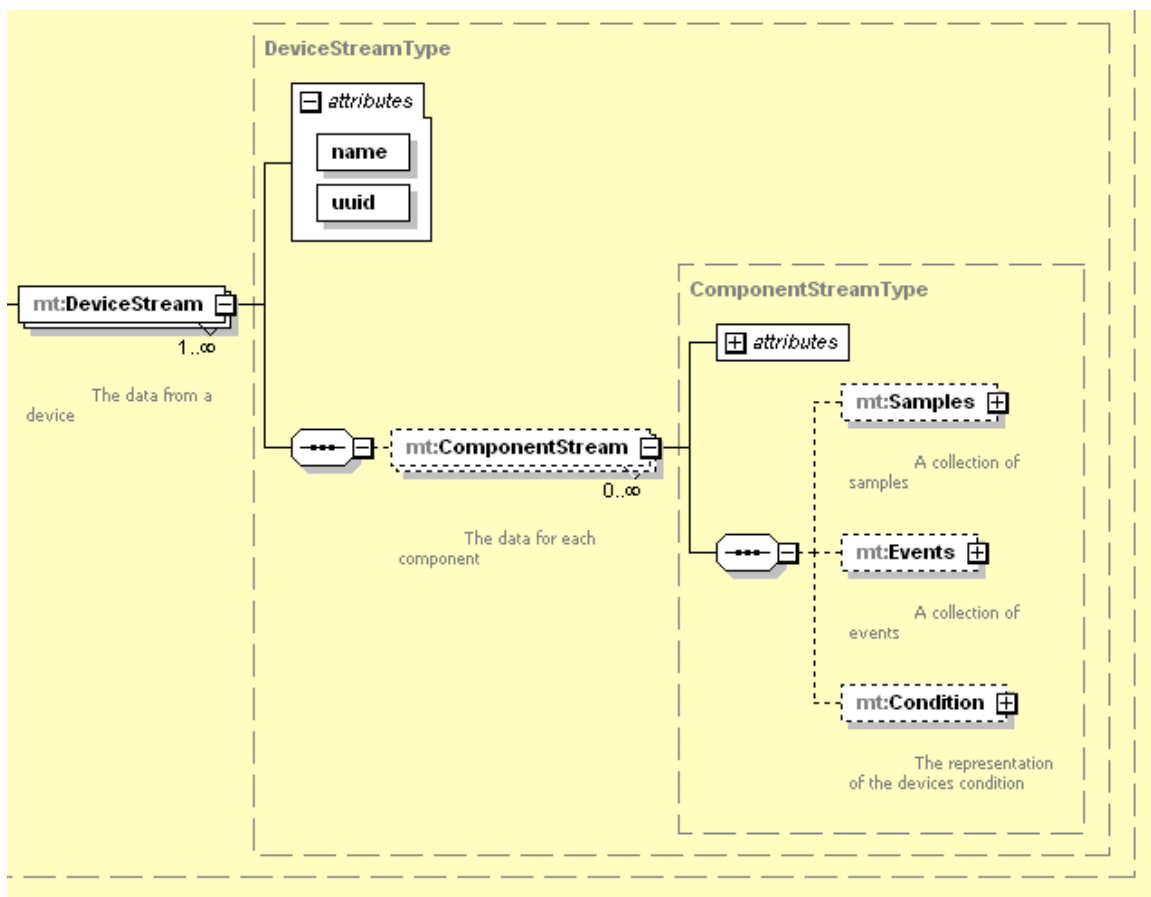 DeviceStreamType
attributes
name
uuid
mt:DeviceStream
1..∞
The data from a
device
ComponentStreamType
attributes
mt:Samples
A collection of
samples
mt:ComponentStream
0..∞
The data for each
component
mt:Events
A collection of
events
mt:Condition
The representation
of the devices condition